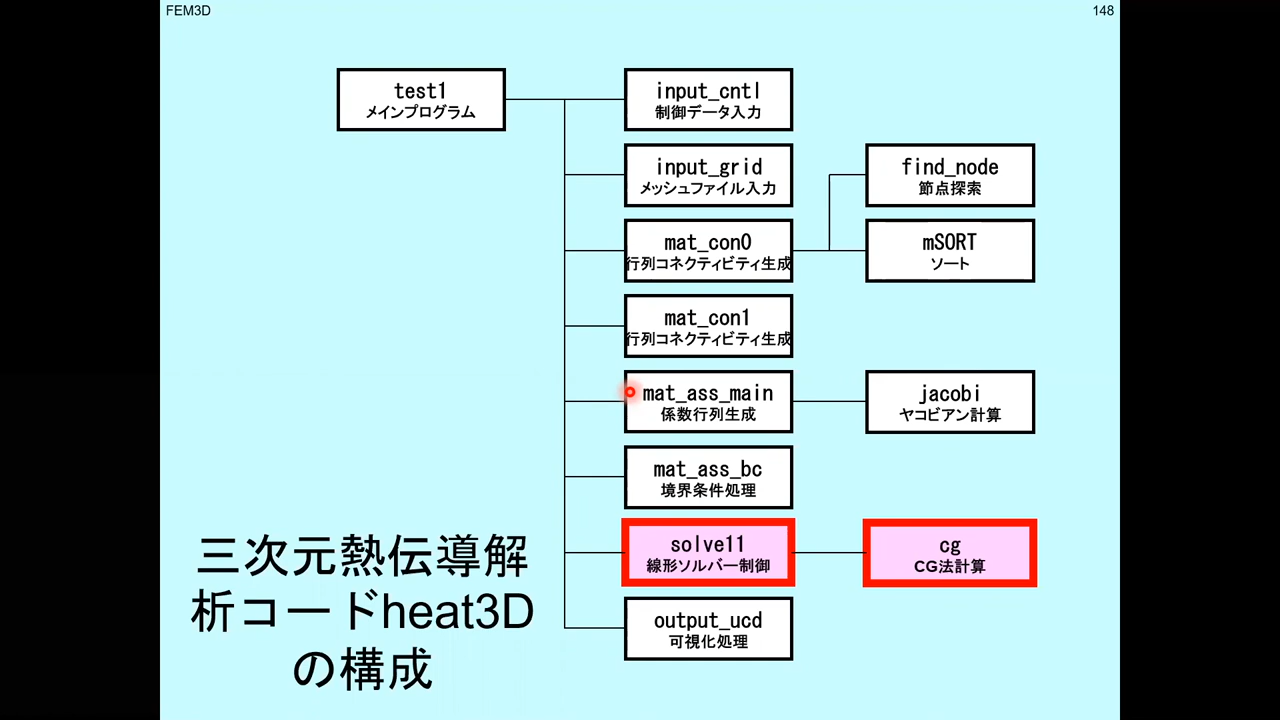 FEM3D
148
test1
メインプログラム
input_cntl
制御データ入力
input_grid
メッシュファイル入力
find_node
節点探索
mat_con0
行列コネクティビティ生成
mSORT
ソート
mat_con1
行列コネクティビティ生成
mat_ass_main
係数行列生成
jacobi
ヤコビアン計算
mat_ass_bc
境界条件処理
solve11
線形ソルバー制御
cg
CG法計算
output_ucd
可視化処理
三次元熱伝導解
析コードheat3D
の構成